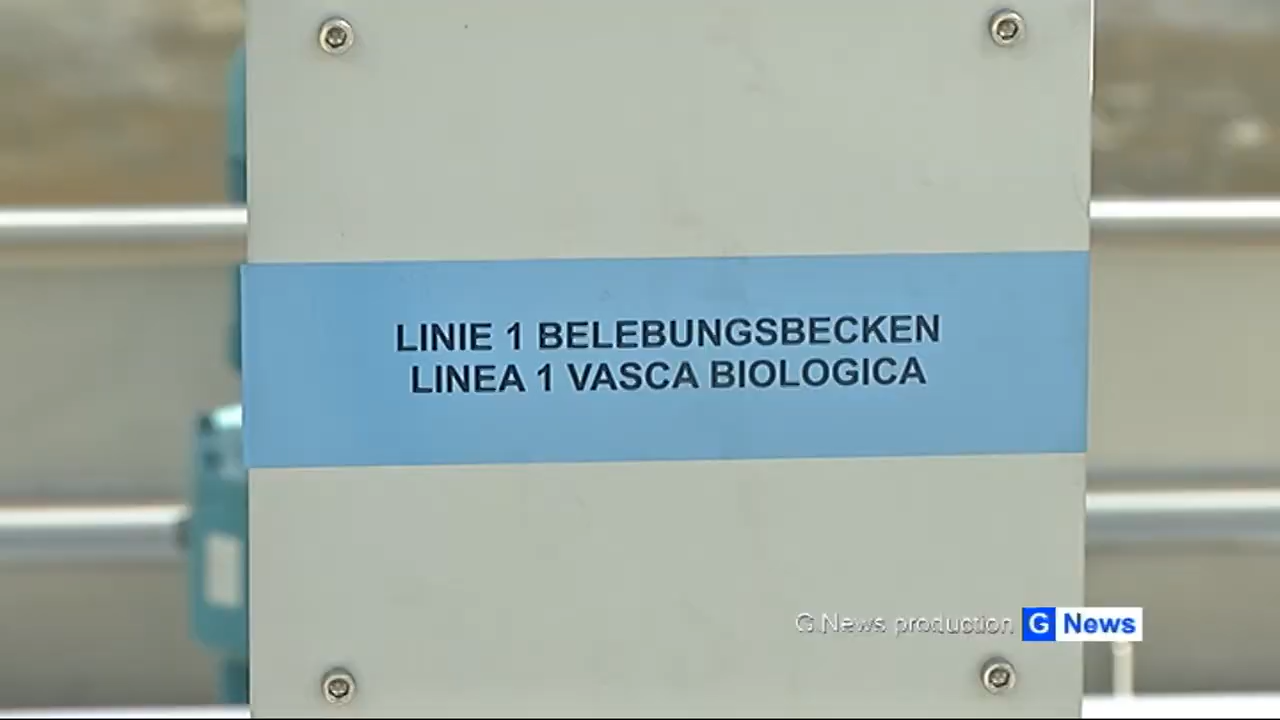 LINIE 1 BELEBUNGSBECKEN
LINEA 1 VASCA BIOLOGICA
G News production G News